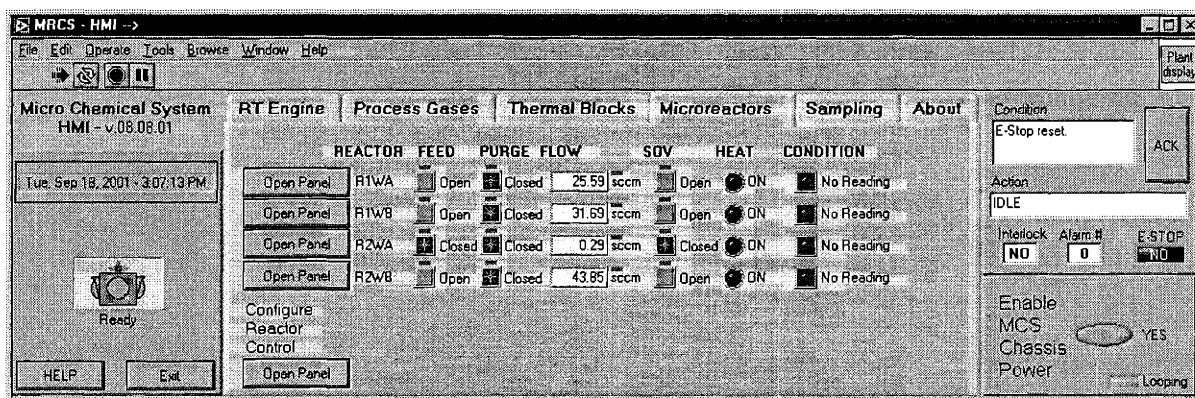 MRCS - HMI -->
File Edit Operate Tools Browse Window Help
Plant display
Micro Chemical System
HMI - v.08.08.01
Tue, Sep 18, 2001 - 3:07:13 PM
Ready
HELP Exit
RT Engine Process Gases Thermal Blocks Microreactors Sampling About
REACTOR FEED PURGE FLOW SOV HEAT CONDITION
Open Panel R1WA Open Closed 25.59 sccm Open ON No Reading
Open Panel R1WB Open Closed 31.69 sccm Open ON No Reading
Open Panel R2WA Closed Closed 0.29 sccm Closed ON No Reading
Open Panel R2WB Open Closed 43.85 sccm Open ON No Reading
Configure
Reactor
Control
Open Panel
Condition
E-Stop reset.
ACK
Action
IDLE
Interlock Alarm # E-STOP
NO 0 NO
Enable
MCS
Chassis
Power
YES
Looping